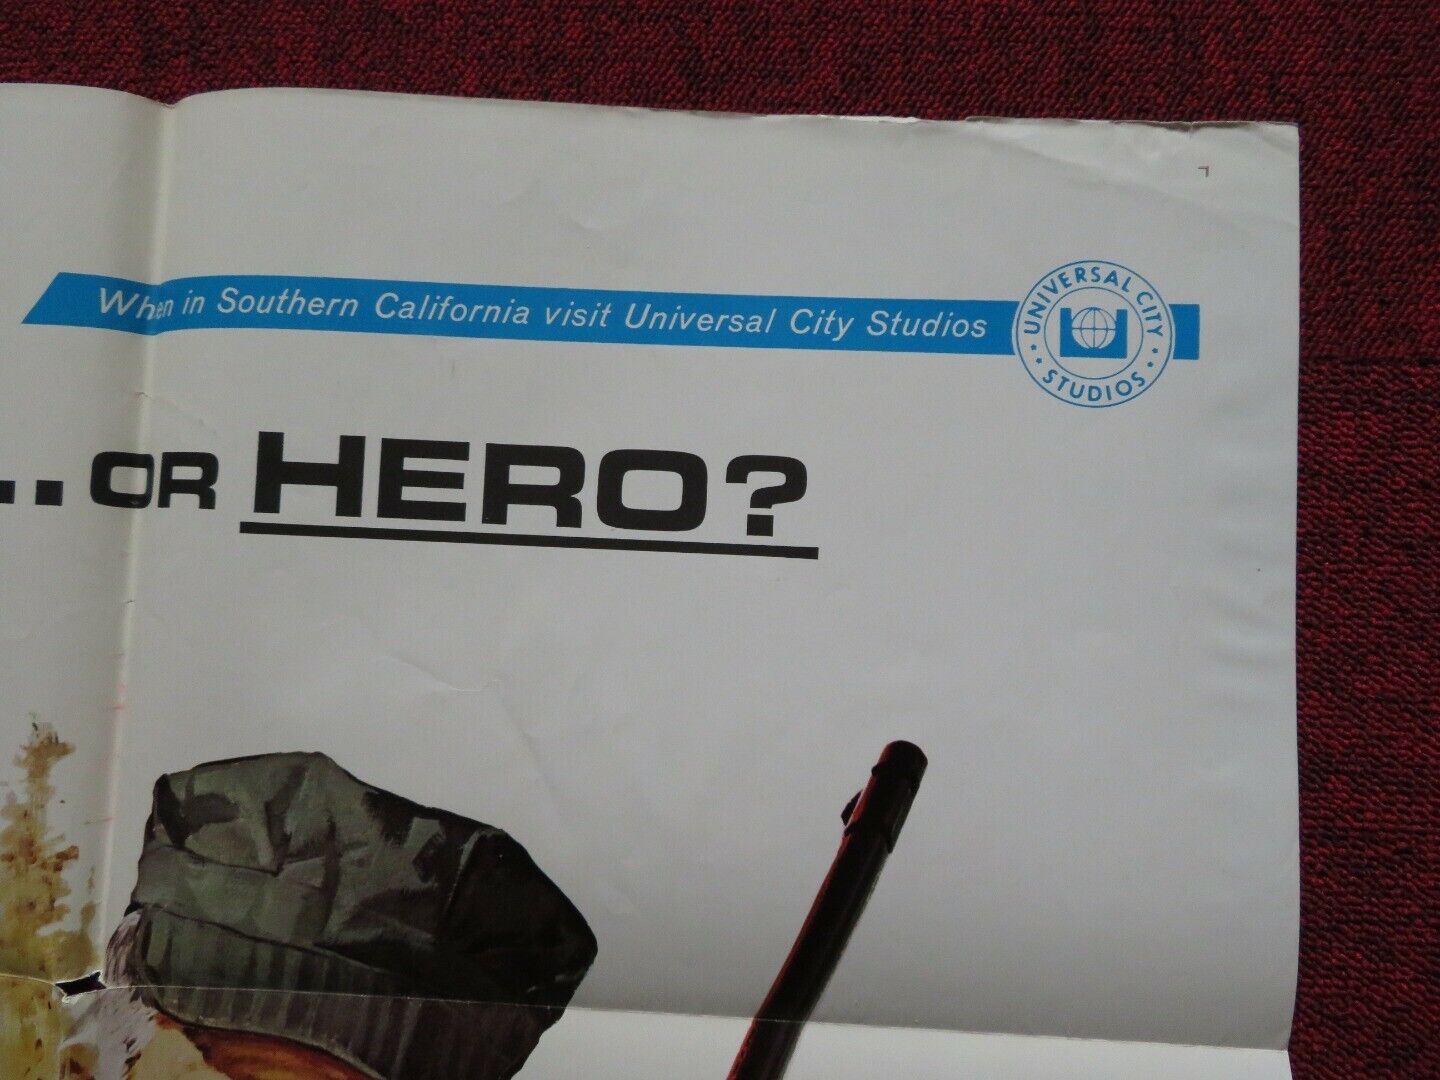 When in Southern California visit Universal City Studios
UNIVERSAL CITY
STUDIOS
.. OR HERO?